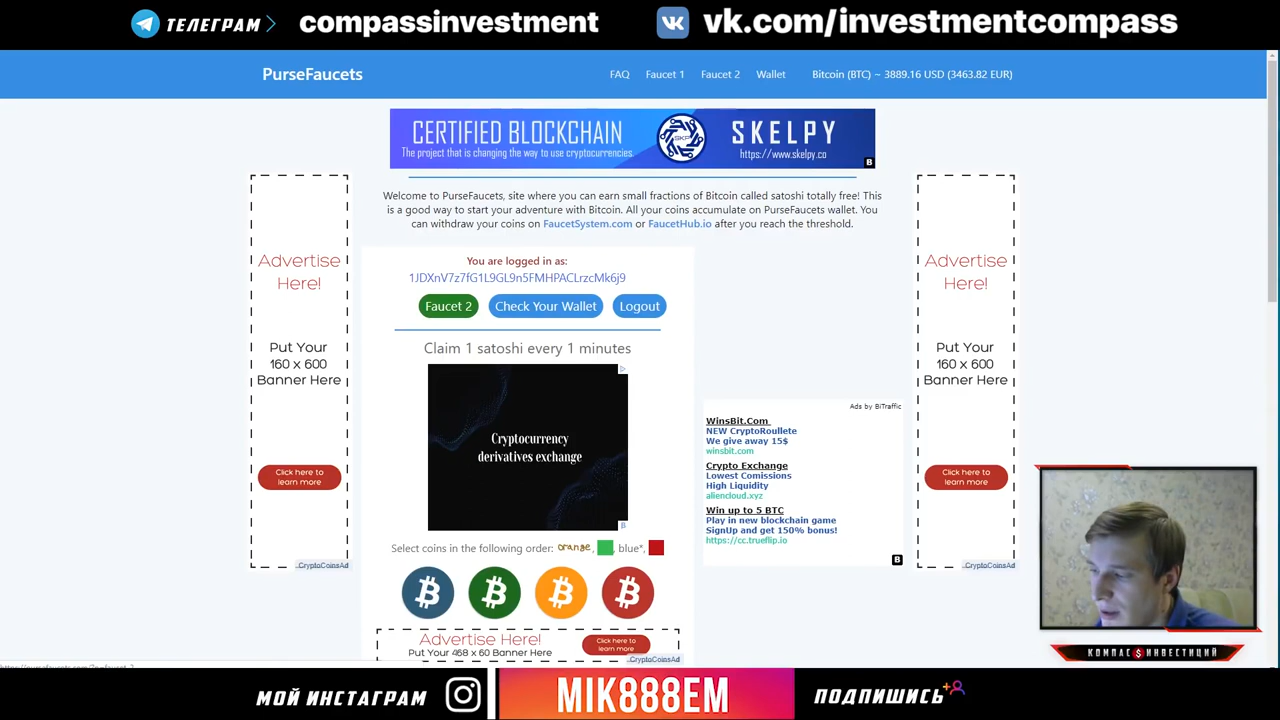 ТЕЛЕГРАМ compassinvestment vk.com/investmentcompass
PurseFaucets FAQ Faucet 1 Faucet 2 Wallet Bitcoin (BTC) ~ 3889.16 USD (3463.82 EUR)
CERTIFIED BLOCKCHAIN
The project that is changing the way to use cryptocurrencies
SKP
SKELPY
https://www.skelpy.co
Welcome to PurseFaucets, site where you can earn small fractions of Bitcoin called satoshi totally free! This
is a good way to start your adventure with Bitcoin. All your coins accumulate on PurseFaucets wallet. You
can withdraw your coins on FaucetSystem.com or FaucetHub.io after you reach the threshold.
Advertise
Here!
Put Your
160 x 600
Banner Here
Click here to
learn more
CryptoCoinsAd
You are logged in as:
1JDXnV7z7fG1L9GL9n5FMHPACLrzcMk6j9
Faucet 2 Check Your Wallet Logout
Claim 1 satoshi every 1 minutes
Cryptocurrency
derivatives exchange
Select coins in the following order: orange, , blue*,
Advertise Here!
Put Your 468 x 60 Banner Here
Click here to
learn more
CryptoCoinsAd
Ads by BiTraffic
WinsBit.Com
NEW CryptoRoullete
We give away 15$
winsbit.com
Crypto Exchange
Lowest Comissions
High Liquidity
aliencloud.xyz
Win up to 5 BTC
Play in new blockchain game
SignUp and get 150% bonus!
https://cc.trueflip.io
Advertise
Here!
Put Your
160 x 600
Banner Here
Click here to
learn more
CryptoCoinsAd
КОМПАС $ ИНВЕСТИЦИЙ
МОЙ ИНСТАГРАМ MIK888EM ПОДПИШИСЬ